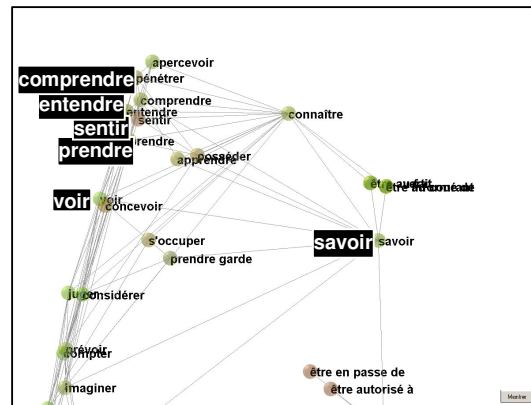 apercevoir
comprendre
pénétrer
comprendre
entendre
entendre
sentir
sentir
connaître
prendre
prendre
apprendre
posséder
voir
voir
concevoir
s'occuper
savoir
savoir
prendre garde
juger
considérer
prévoir
compter
imaginer
être en passe de
être autorisé à